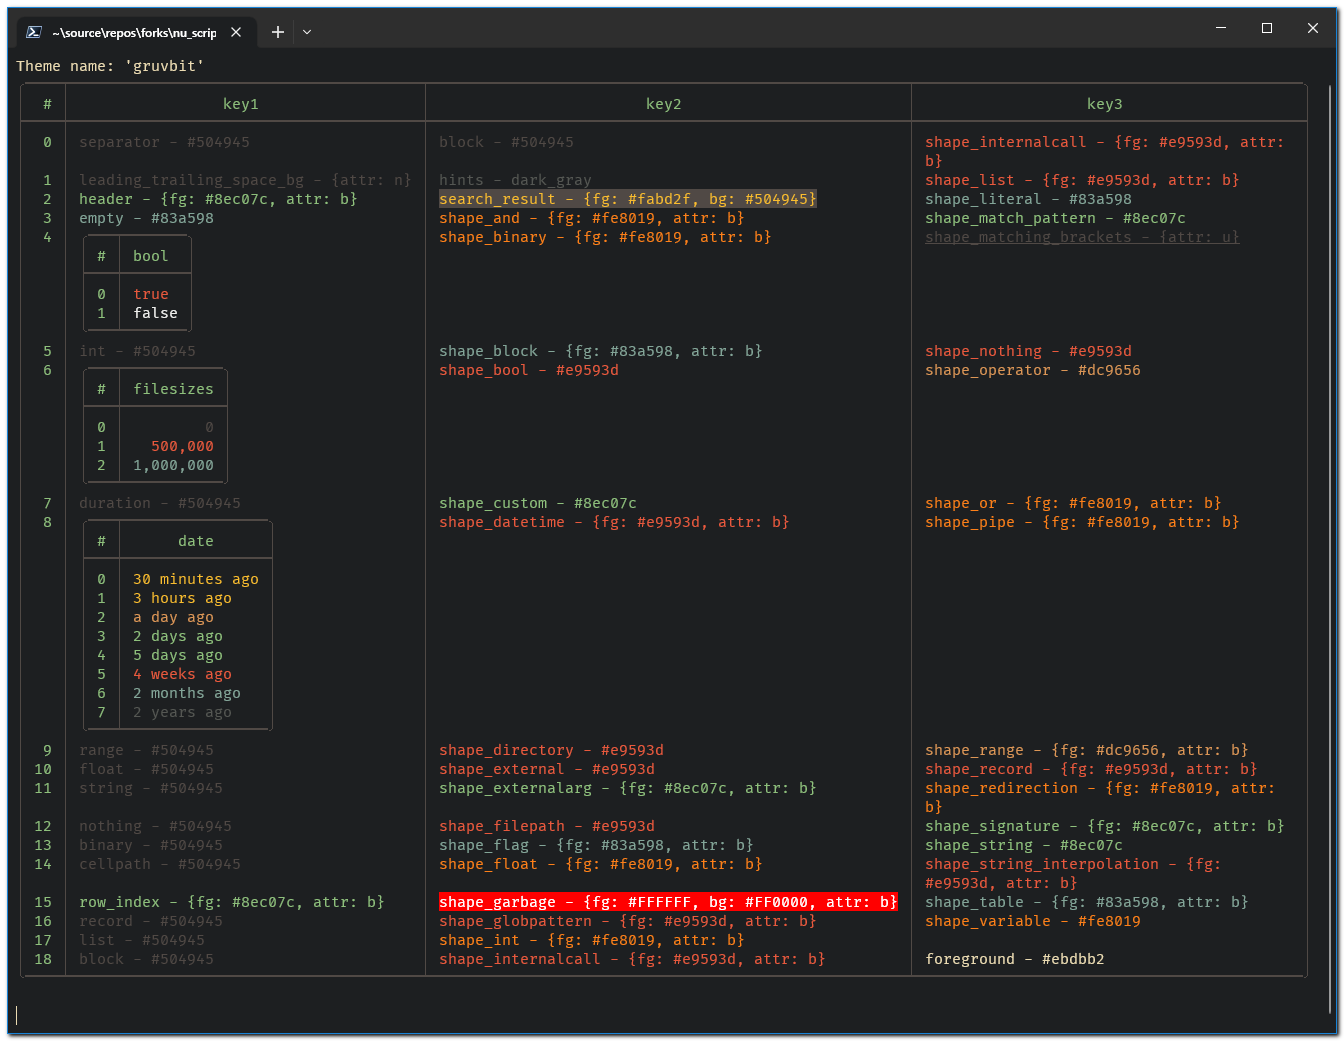 ~\source\repos\forks\nu_scrip
Theme name: 'gruvbit'
# key1 key2 key3
0 separator - #504945 block - #504945 shape_internalcall - {fg: #e9593d, attr:
b}
1 leading_trailing_space_bg - {attr: n} hints - dark_gray shape_list - {fg: #e9593d, attr: b}
2 header - {fg: #8ec07c, attr: b} search_result - {fg: #fabd2f, bg: #504945} shape_literal - #83a598
3 empty - #83a598 shape_and - {fg: #fe8019, attr: b} shape_match_pattern - #8ec07c
4 shape_binary - {fg: #fe8019, attr: b} shape_matching_brackets - {attr: u}
# bool
0 true
1 false
5 int - #504945 shape_block - {fg: #83a598, attr: b} shape_nothing - #e9593d
6 shape_bool - #e9593d shape_operator - #dc9656
# filesizes
0 0
1 500,000
2 1,000,000
7 duration - #504945 shape_custom - #8ec07c shape_or - {fg: #fe8019, attr: b}
8 shape_datetime - {fg: #e9593d, attr: b} shape_pipe - {fg: #fe8019, attr: b}
# date
0 30 minutes ago
1 3 hours ago
2 a day ago
3 2 days ago
4 5 days ago
5 4 weeks ago
6 2 months ago
7 2 years ago
9 range - #504945 shape_directory - #e9593d shape_range - {fg: #dc9656, attr: b}
10 float - #504945 shape_external - #e9593d shape_record - {fg: #e9593d, attr: b}
11 string - #504945 shape_externalarg - {fg: #8ec07c, attr: b} shape_redirection - {fg: #fe8019, attr:
b}
12 nothing - #504945 shape_filepath - #e9593d shape_signature - {fg: #8ec07c, attr: b}
13 binary - #504945 shape_flag - {fg: #83a598, attr: b} shape_string - #8ec07c
14 cellpath - #504945 shape_float - {fg: #fe8019, attr: b} shape_string_interpolation - {fg:
#e9593d, attr: b}
15 row_index - {fg: #8ec07c, attr: b} shape_garbage - {fg: #FFFFFF, bg: #FF0000, attr: b} shape_table - {fg: #83a598, attr: b}
16 record - #504945 shape_globpattern - {fg: #e9593d, attr: b} shape_variable - #fe8019
17 list - #504945 shape_int - {fg: #fe8019, attr: b}
18 block - #504945 shape_internalcall - {fg: #e9593d, attr: b} foreground - #ebdbb2